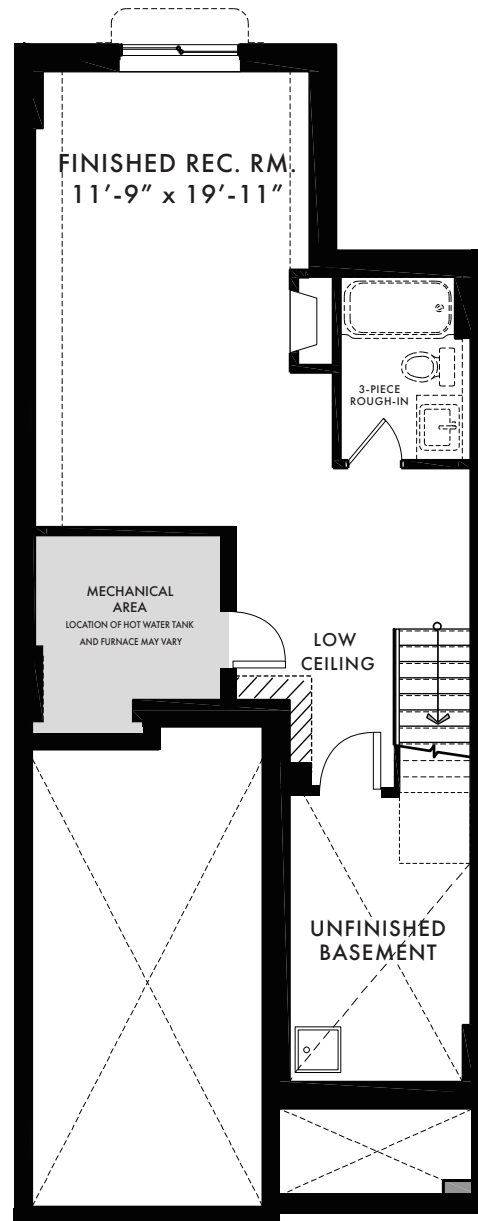 FINISHED REC. RM.
11'-9" x 19'-11"
3-PIECE
ROUGH-IN
MECHANICAL
AREA
LOCATION OF HOT WATER TANK
AND FURNACE MAY VARY
LOW
CEILING
UNFINISHED
BASEMENT